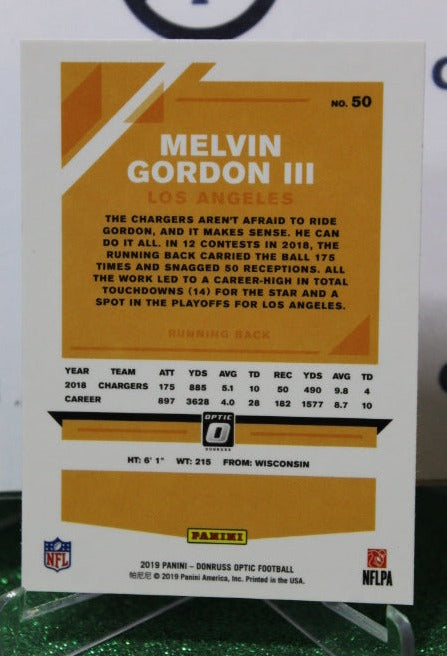 NO. 50
MELVIN
GORDON III
LOS ANGELES
THE CHARGERS AREN'T AFRAID TO RIDE
GORDON, AND IT MAKES SENSE. HE CAN
DO IT ALL. IN 12 CONTESTS IN 2018, THE
RUNNING BACK CARRIED THE BALL 175
TIMES AND SNAGGED 50 RECEPTIONS. ALL
THE WORK LED TO A CAREER-HIGH IN TOTAL
TOUCHDOWNS (14) FOR THE STAR AND A
SPOT IN THE PLAYOFFS FOR LOS ANGELES.
RUNNING BACK
YEAR TEAM ATT YDS AVG TD REC YDS AVG TD
2018 CHARGERS 175 885 5.1 10 50 490 9.8 4
CAREER 897 3628 4.0 28 182 1577 8.7 10
OPTIC
DONRUSS
HT: 6' 1" WT: 215 FROM: WISCONSIN
PANINI
NFL
NFLPA
2019 PANINI – DONRUSS OPTIC FOOTBALL
帕尼尼 © 2019 Panini America, Inc. Printed in the USA.